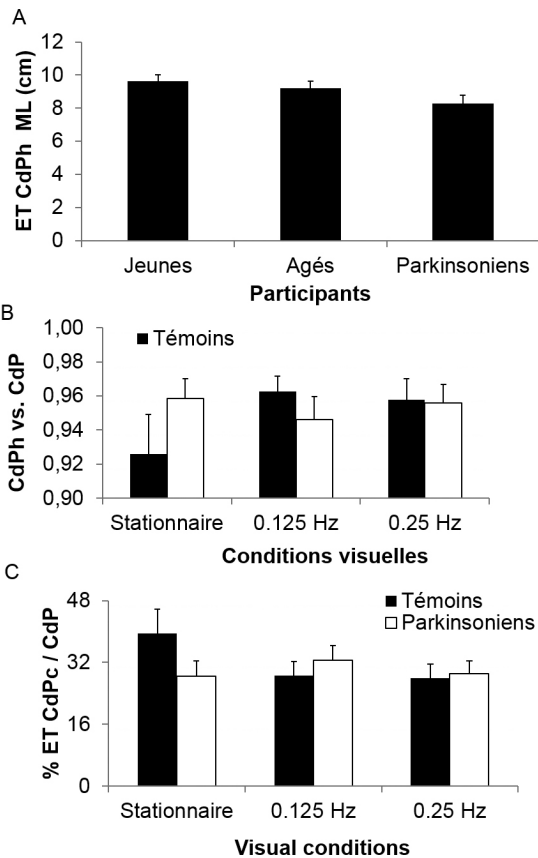 A
ET CdPh ML (cm)
12
10
8
6
4
2
0
Jeunes Agés Parkinsoniens
Participants
B
CdPh vs. CdP
1,00
0,98
0,96
0,94
0,92
0,90
Témoins
Stationnaire 0.125 Hz 0.25 Hz
Conditions visuelles
C
% ET CdPc / CdP
48
32
16
0
Témoins
Parkinsoniens
Stationnaire 0.125 Hz 0.25 Hz
Visual conditions